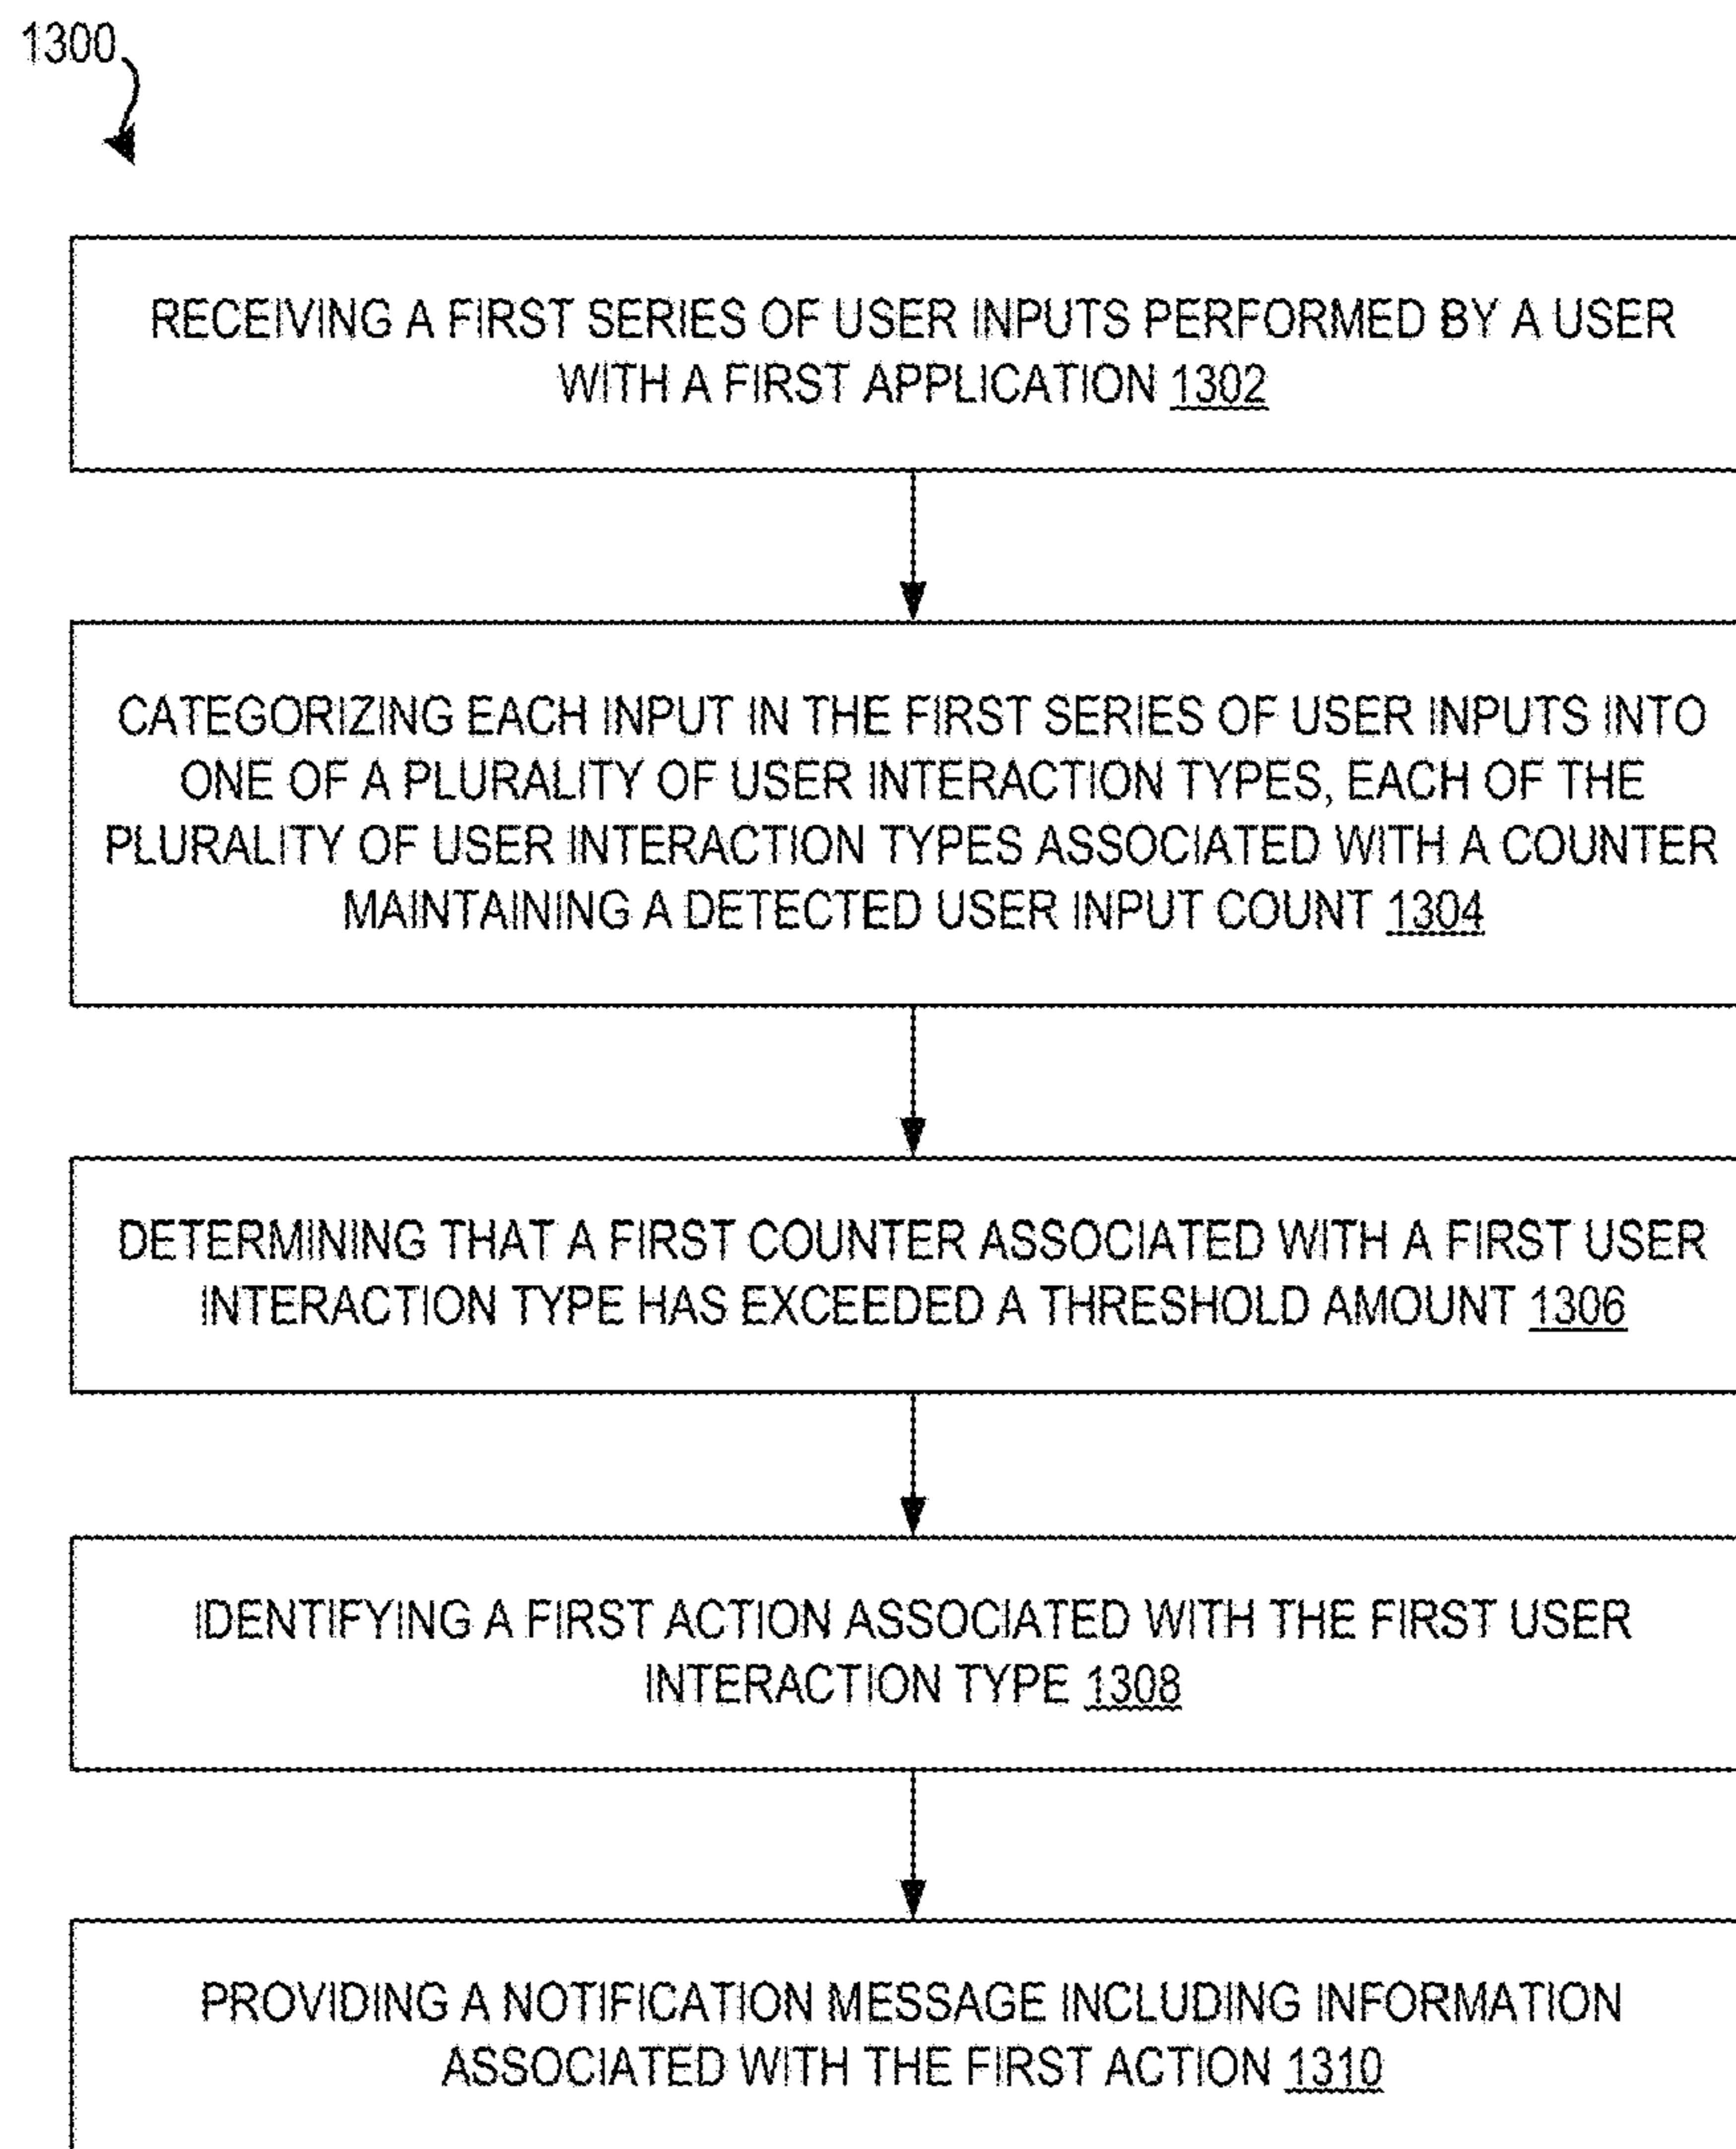 1300
RECEIVING A FIRST SERIES OF USER INPUTS PERFORMED BY A USER
WITH A FIRST APPLICATION 1302
CATEGORIZING EACH INPUT IN THE FIRST SERIES OF USER INPUTS INTO
ONE OF A PLURALITY OF USER INTERACTION TYPES, EACH OF THE
PLURALITY OF USER INTERACTION TYPES ASSOCIATED WITH A COUNTER
MAINTAINING A DETECTED USER INPUT COUNT 1304
DETERMINING THAT A FIRST COUNTER ASSOCIATED WITH A FIRST USER
INTERACTION TYPE HAS EXCEEDED A THRESHOLD AMOUNT 1306
IDENTIFYING A FIRST ACTION ASSOCIATED WITH THE FIRST USER
INTERACTION TYPE 1308
PROVIDING A NOTIFICATION MESSAGE INCLUDING INFORMATION
ASSOCIATED WITH THE FIRST ACTION 1310